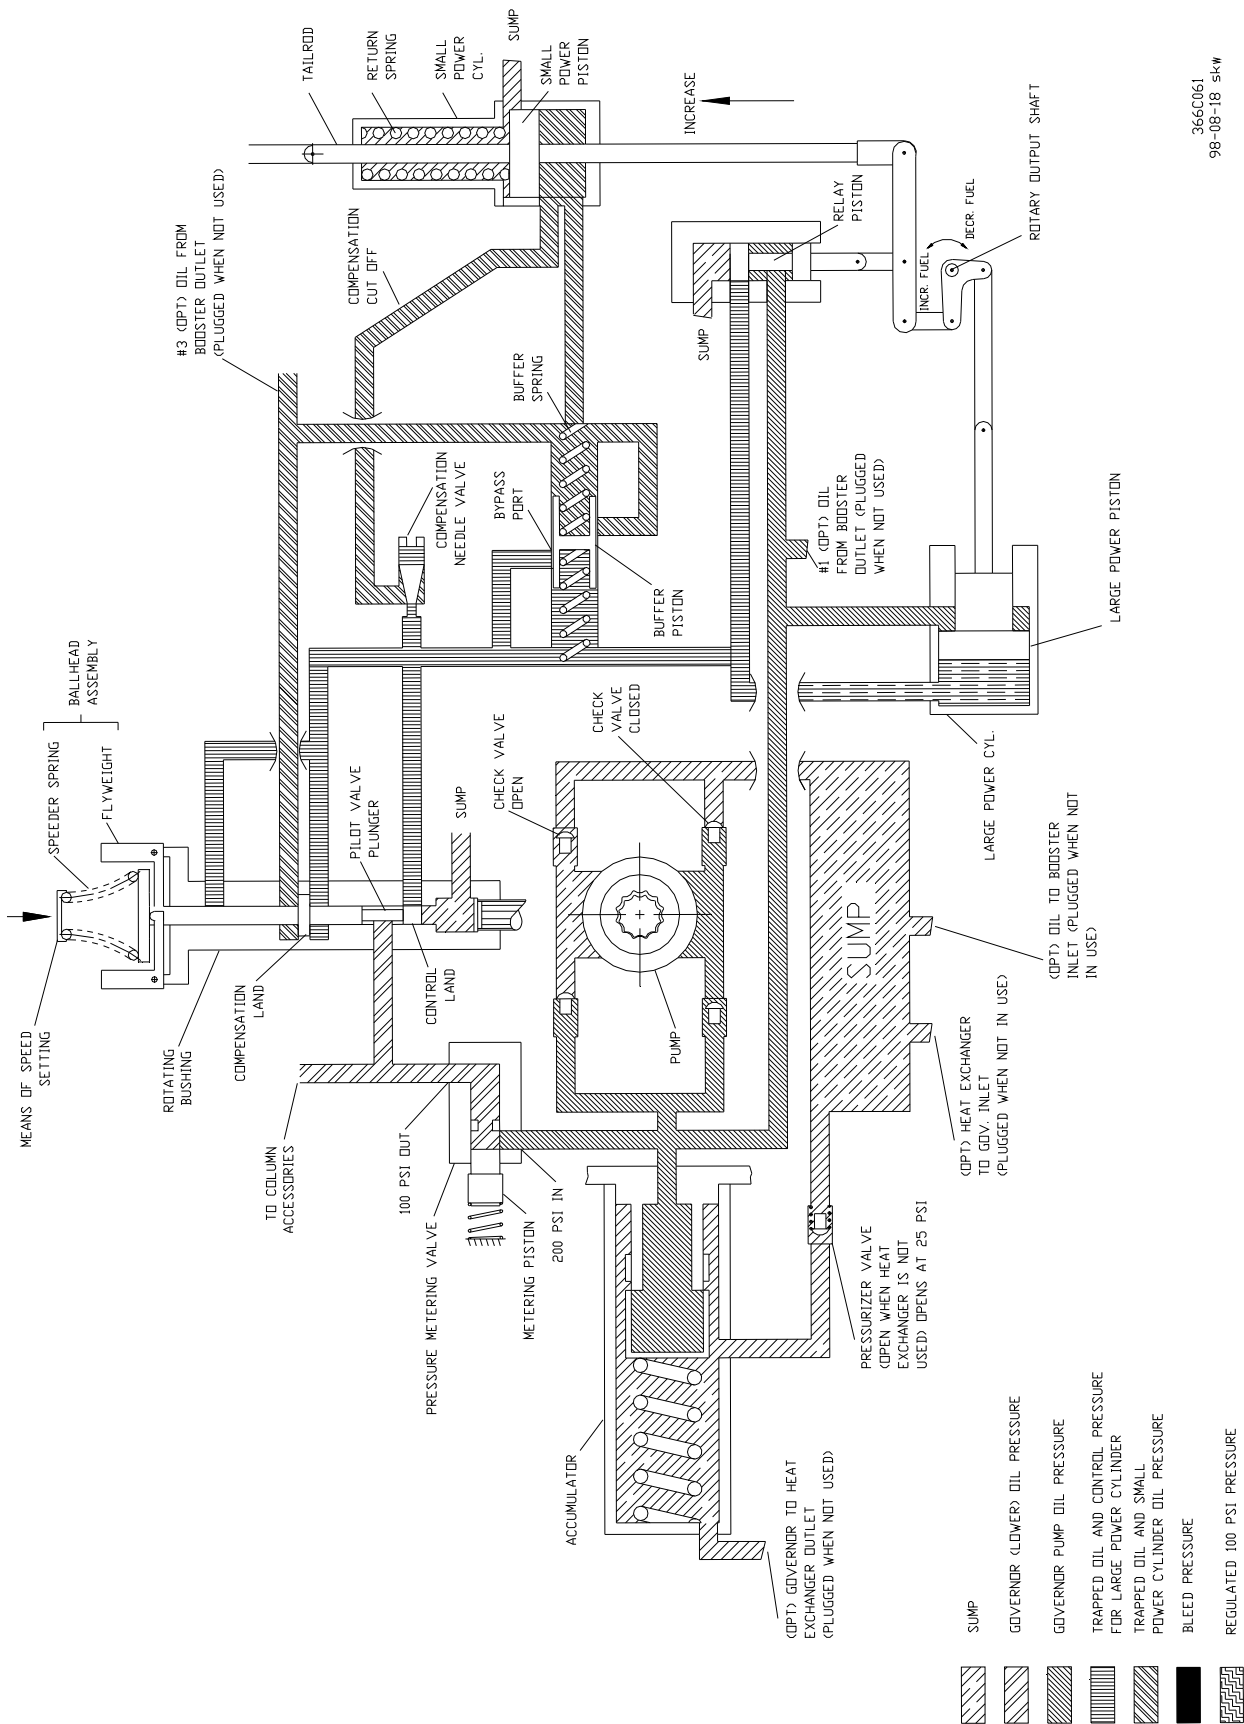 MEANS OF SPEED
SETTING
SPEEDER SPRING
BALLHEAD
ASSEMBLY
FLYWEIGHT
ROTATING
BUSHING
COMPENSATION
LAND
PILOT VALVE
PLUNGER
CONTROL
LAND
SUMP
#3 (OPT) OIL FROM
BOOSTER OUTLET
(PLUGGED WHEN NOT USED)
TAILROD
RETURN
SPRING
SMALL
POWER
CYL.
SUMP
SMALL
POWER
PISTON
COMPENSATION
CUT OFF
COMPENSATION
NEEDLE VALVE
BYPASS
PORT
BUFFER
SPRING
BUFFER
PISTON
INCREASE
SUMP
RELAY
PISTON
INCR. FUEL
DECR. FUEL
ROTARY OUTPUT SHAFT
#1 (OPT) OIL
FROM BOOSTER
OUTLET (PLUGGED
WHEN NOT USED)
LARGE POWER PISTON
LARGE POWER CYL.
CHECK VALVE
OPEN
CHECK
VALVE
CLOSED
PUMP
SUMP
(OPT) OIL TO BOOSTER
INLET (PLUGGED WHEN NOT
IN USE)
(OPT) HEAT EXCHANGER
TO GOV. INLET
(PLUGGED WHEN NOT IN USE)
TO COLUMN
ACCESSORIES
100 PSI OUT
PRESSURE METERING VALVE
METERING PISTON
200 PSI IN
PRESSURIZER VALVE
(OPEN WHEN HEAT
EXCHANGER IS NOT
USED) OPENS AT 25 PSI
ACCUMULATOR
(OPT) GOVERNOR TO HEAT
EXCHANGER OUTLET
(PLUGGED WHEN NOT USED)
SUMP
GOVERNOR (LOWER) OIL PRESSURE
GOVERNOR PUMP OIL PRESSURE
TRAPPED OIL AND CONTROL PRESSURE
FOR LARGE POWER CYLINDER
TRAPPED OIL AND SMALL
POWER CYLINDER OIL PRESSURE
BLEED PRESSURE
REGULATED 100 PSI PRESSURE
366C061
98-08-18 skw